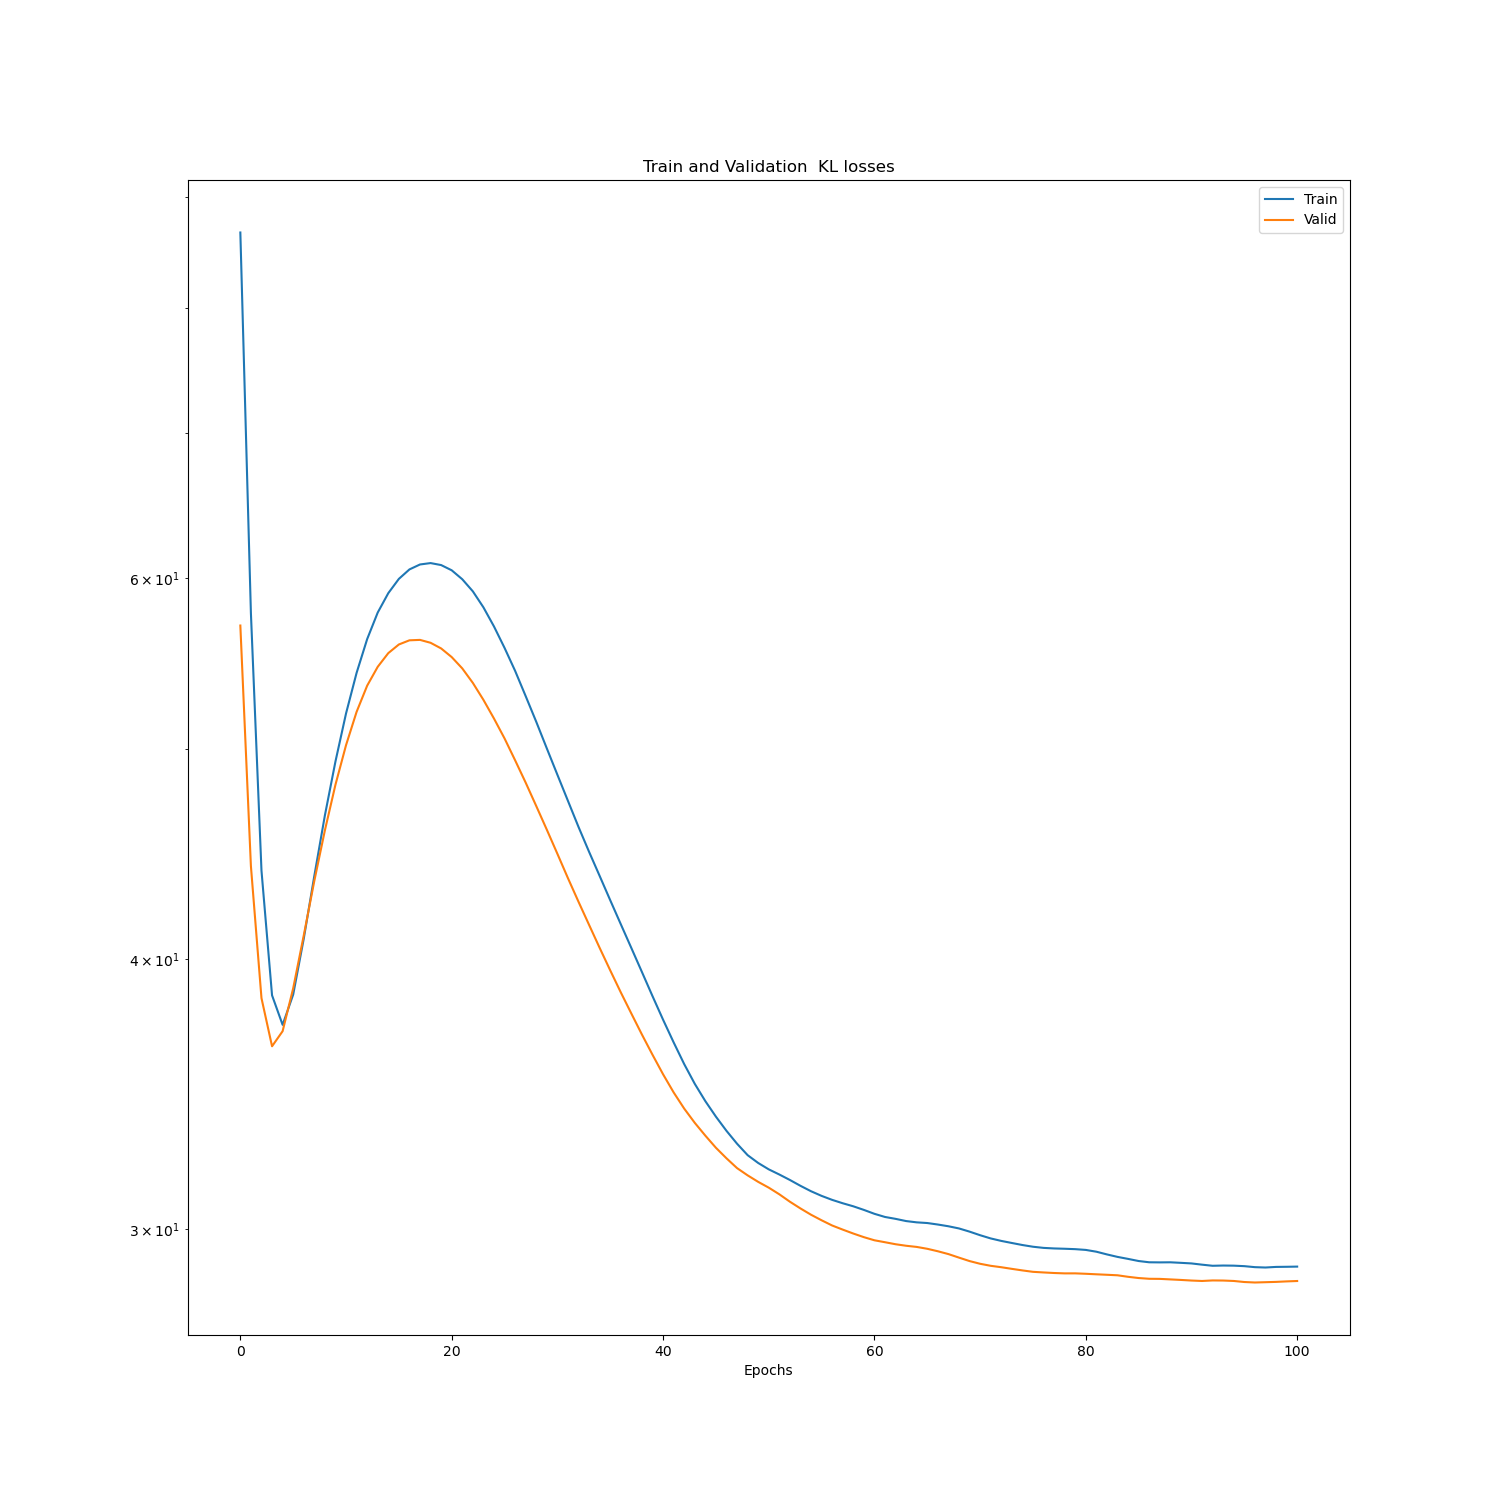 Train and Validation  KL losses
Train
Valid
6 × 10¹
4 × 10¹
3 × 10¹
0 20 40 60 80 100
Epochs